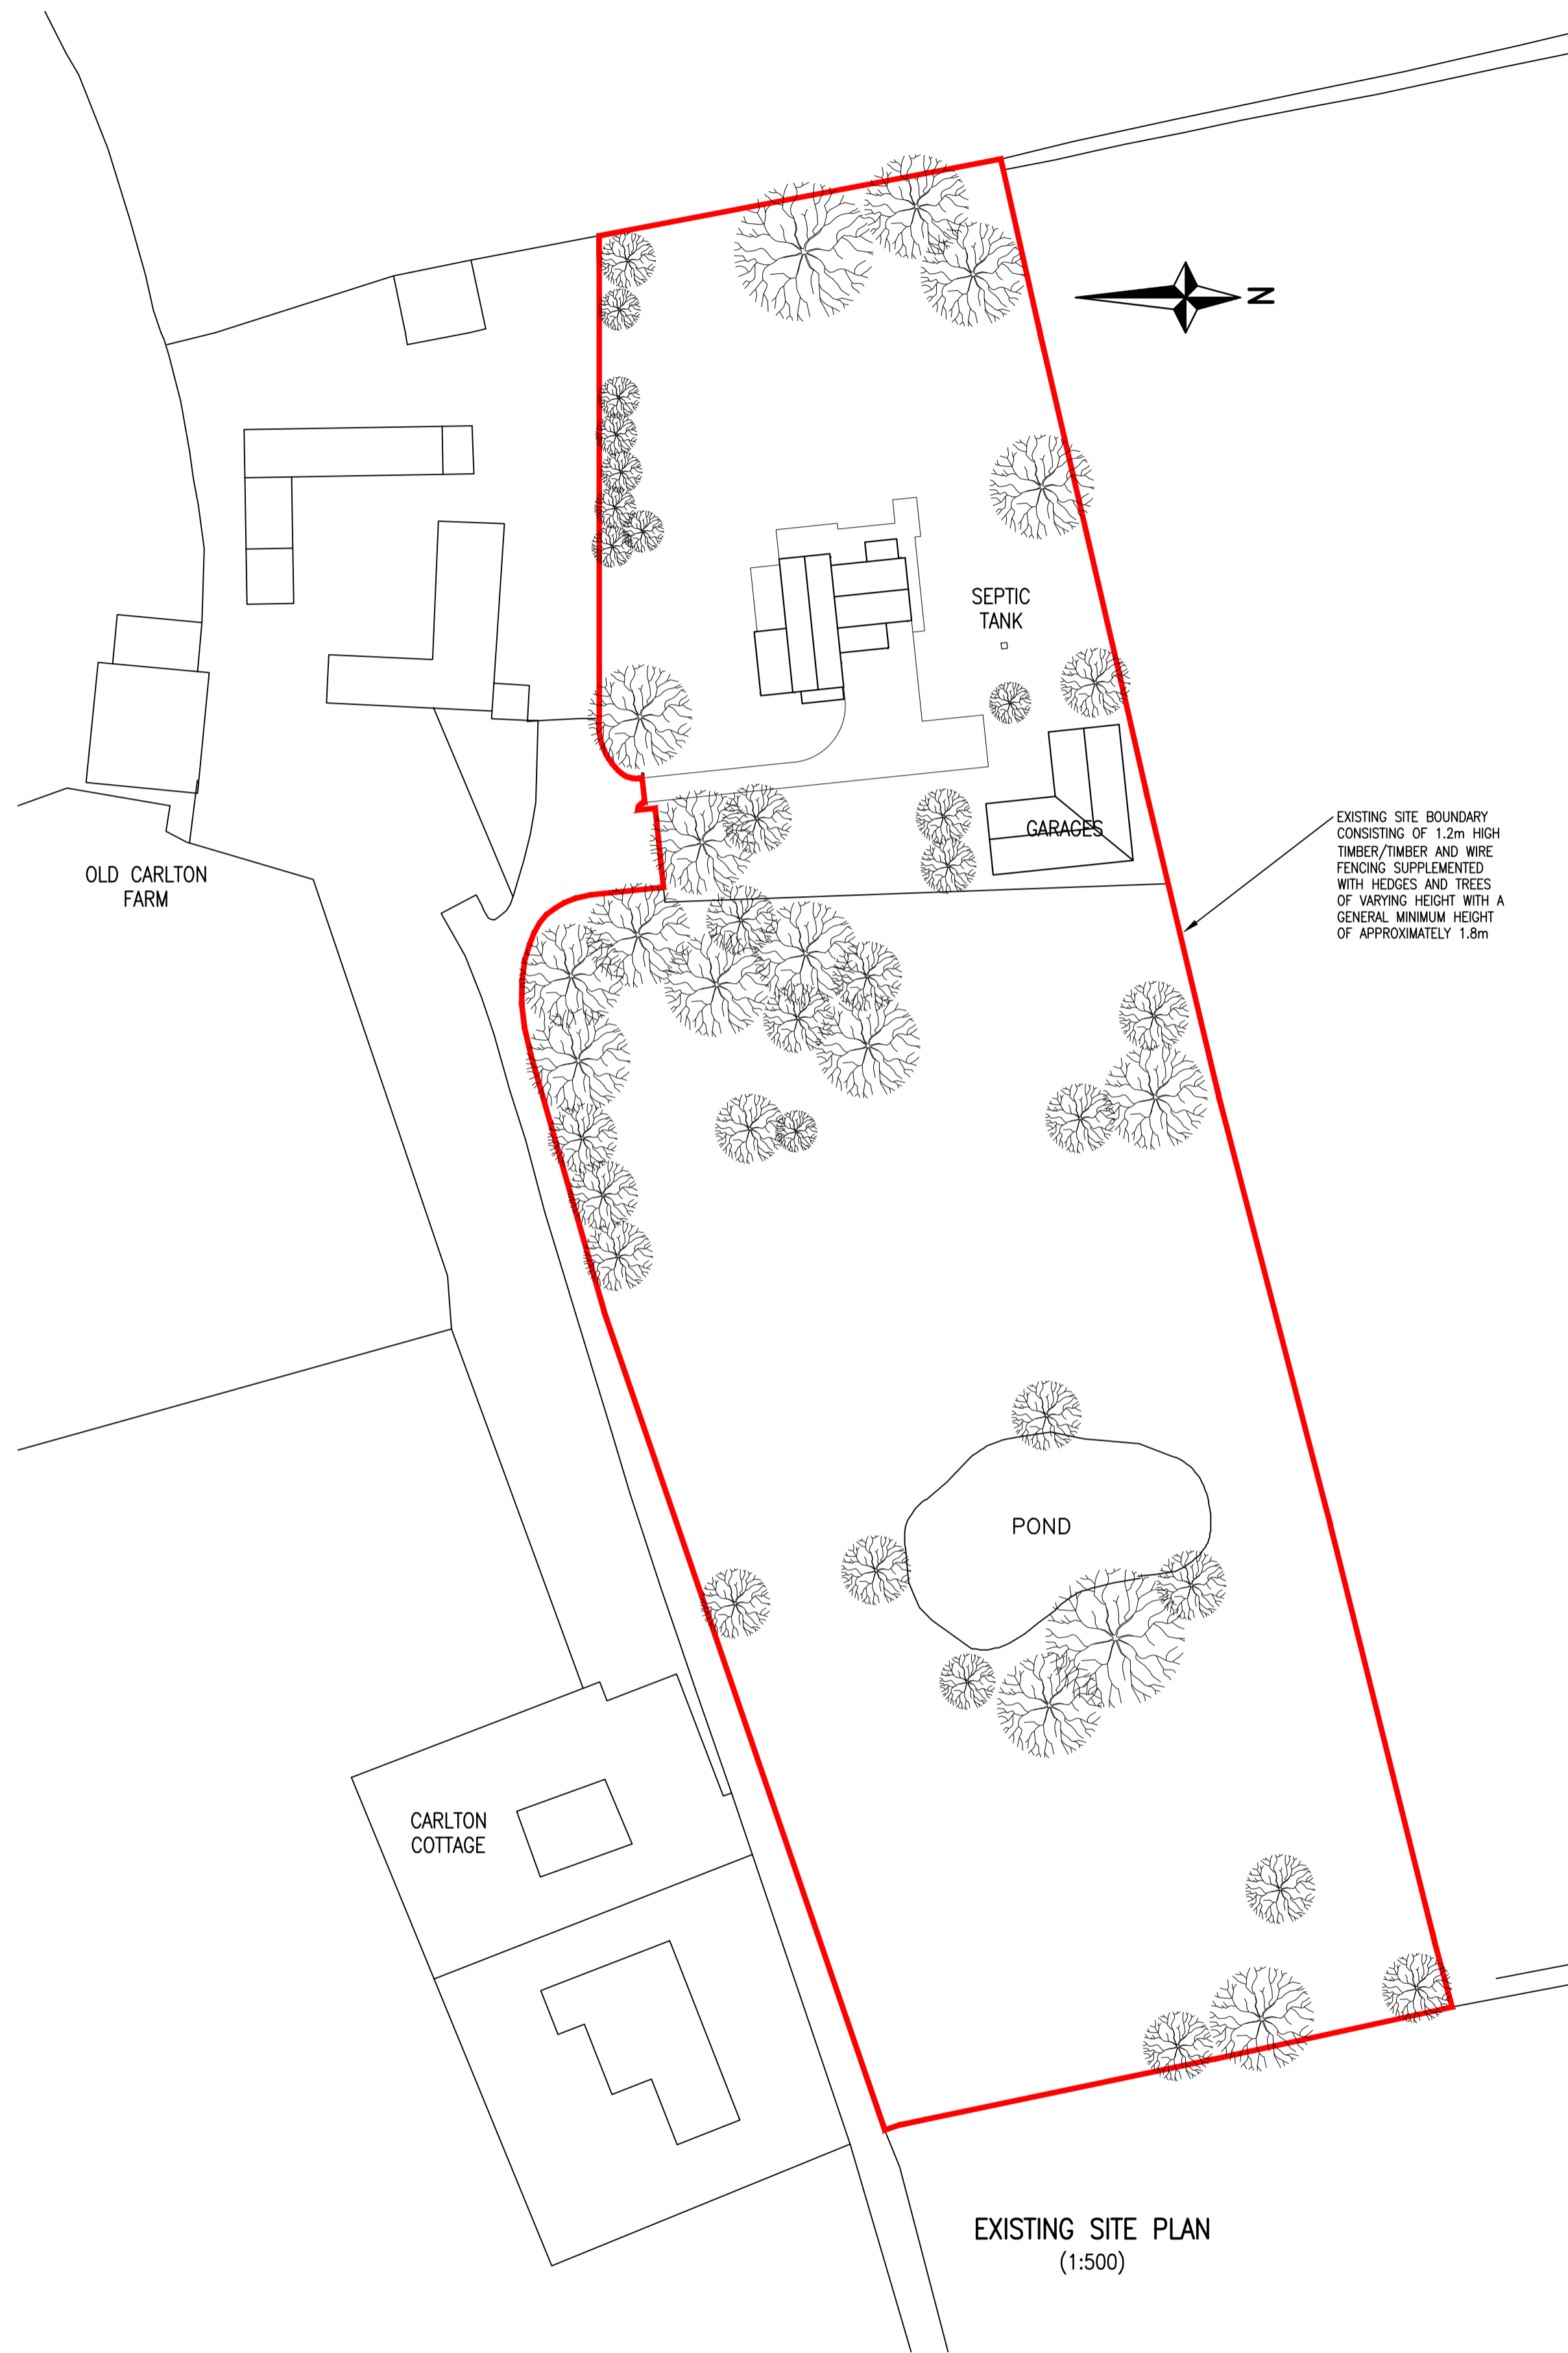 N
SEPTIC
TANK
GARAGES
EXISTING SITE BOUNDARY
CONSISTING OF 1.2m HIGH
TIMBER/TIMBER AND WIRE
FENCING SUPPLEMENTED
WITH HEDGES AND TREES
OF VARYING HEIGHT WITH A
GENERAL MINIMUM HEIGHT
OF APPROXIMATELY 1.8m
OLD CARLTON
FARM
POND
CARLTON
COTTAGE
EXISTING SITE PLAN
(1:500)